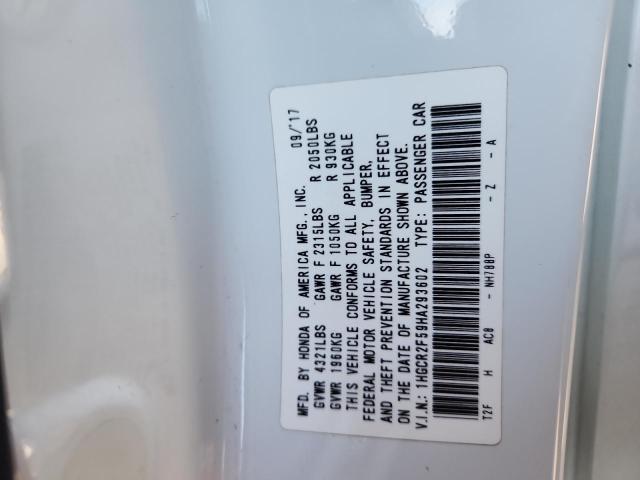 MFD. BY HONDA OF AMERICA MFG., INC. 09/'17
GVWR 4321LBS GAWR F 2315LBS R 2050LBS
GVWR 1960KG GAWR F 1050KG R 930KG
THIS VEHICLE CONFORMS TO ALL APPLICABLE
FEDERAL MOTOR VEHICLE SAFETY, BUMPER,
AND THEFT PREVENTION STANDARDS IN EFFECT
ON THE DATE OF MANUFACTURE SHOWN ABOVE.
V.I.N.: 1HGCR2F59HA293602 TYPE: PASSENGER CAR
T2F H AC0 - NH788P - Z - A